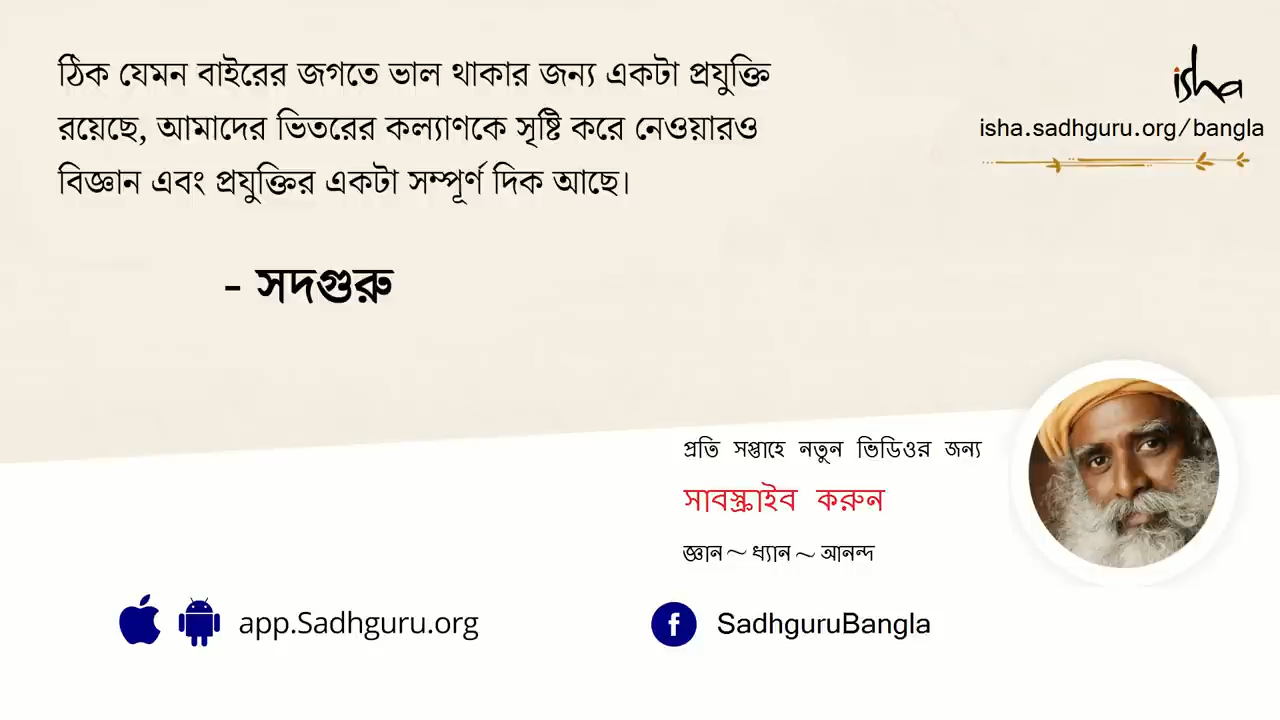 ঠিক যেমন বাইরের জগতে ভাল থাকার জন্য একটা প্রযুক্তি
রয়েছে, আমাদের ভিতরের কল্যাণকে সৃষ্টি করে নেওয়ারও
বিজ্ঞান এবং প্রযুক্তির একটা সম্পূর্ণ দিক আছে।
- সদগুরু
isha
isha.sadhguru.org/bangla
প্রতি সপ্তাহে নতুন ভিডিওর জন্য
সাবস্ক্রাইব করুন
জ্ঞান ~ ধ্যান ~ আনন্দ
app.Sadhguru.org
f SadhguruBangla